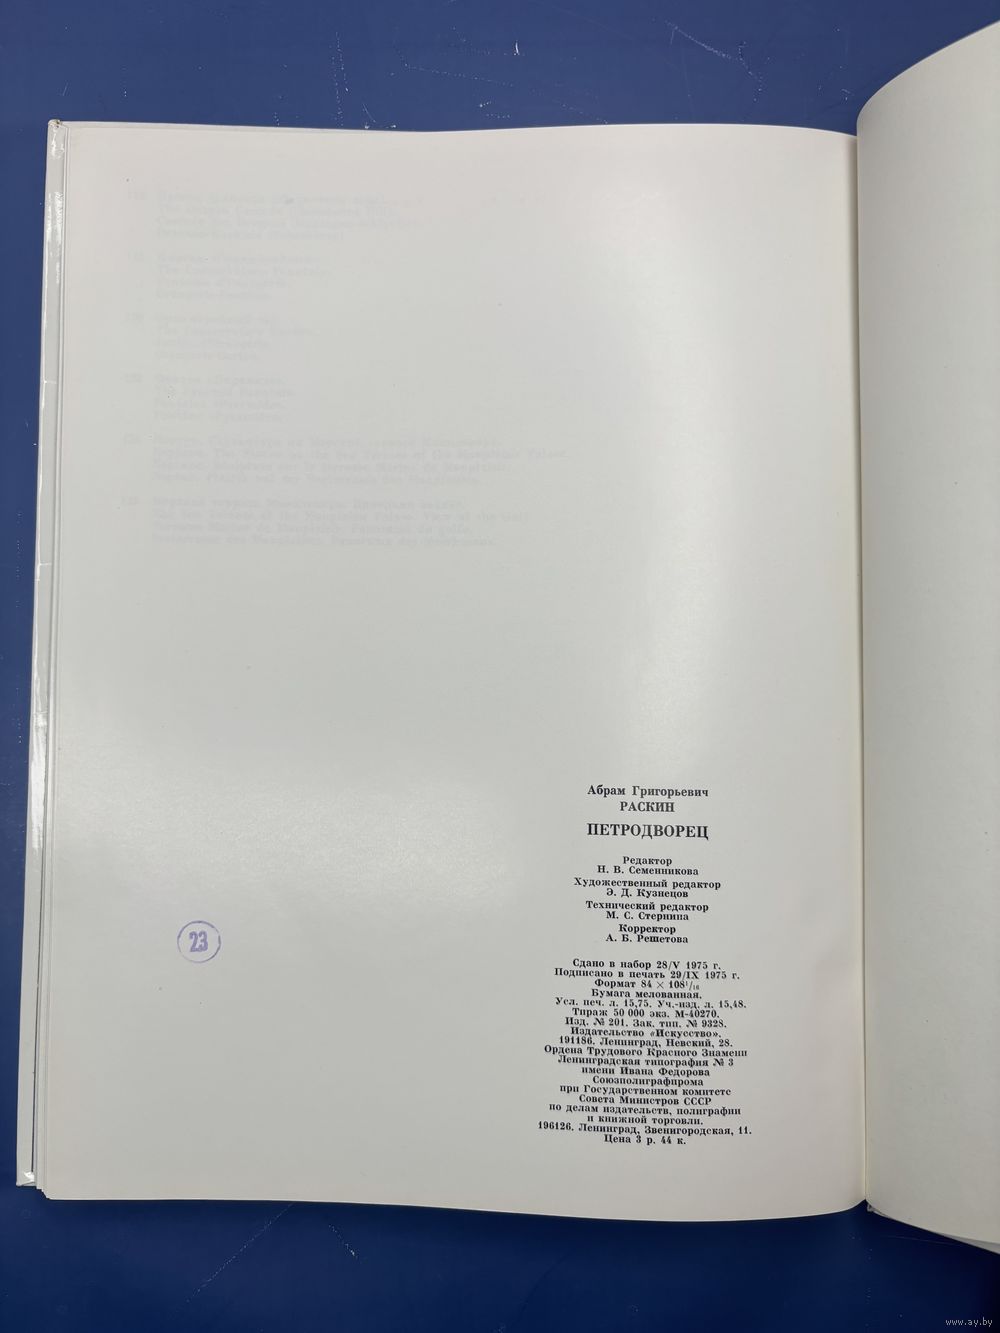 Абрам Григорьевич
РАСКИН
ПЕТРОДВОРЕЦ
Редактор
Н. В. Семенникова
Художественный редактор
Э. Д. Кузнецов
Технический редактор
М. С. Стернина
Корректор
А. Б. Решетова
Сдано в набор 28/V 1975 г.
Подписано в печать 29/IX 1975 г.
Формат 84 × 108¹/₁₆
Бумага мелованная.
Усл. печ. л. 15,75. Уч.-изд. л. 15,48.
Тираж 50 000 экз. М-40270.
Изд. № 201. Зак. тип. № 9328.
Издательство «Искусство».
191186. Ленинград, Невский, 28.
Ордена Трудового Красного Знамени
Ленинградская типография № 3
имени Ивана Федорова
Союзполиграфпрома
при Государственном комитете
Совета Министров СССР
по делам издательств, полиграфии
и книжной торговли.
196126. Ленинград, Звенигородская, 11.
Цена 3 р. 44 к.
23
www.ay.by